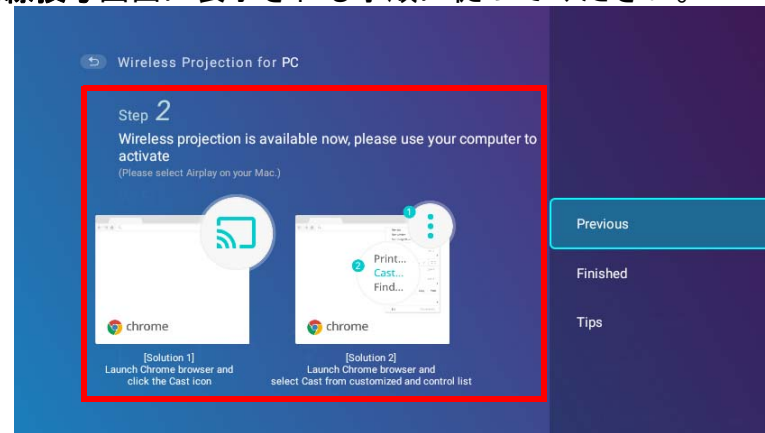 Wireless Projection for PC
Step 2
Wireless projection is available now, please use your computer to
activate
(Please select Airplay on your Mac.)
1
2
Print...
Cast...
Find...
chrome
chrome
[Solution 1]
Launch Chrome browser and
click the Cast icon
[Solution 2]
Launch Chrome browser and
select Cast from customized and control list
Previous
Finished
Tips